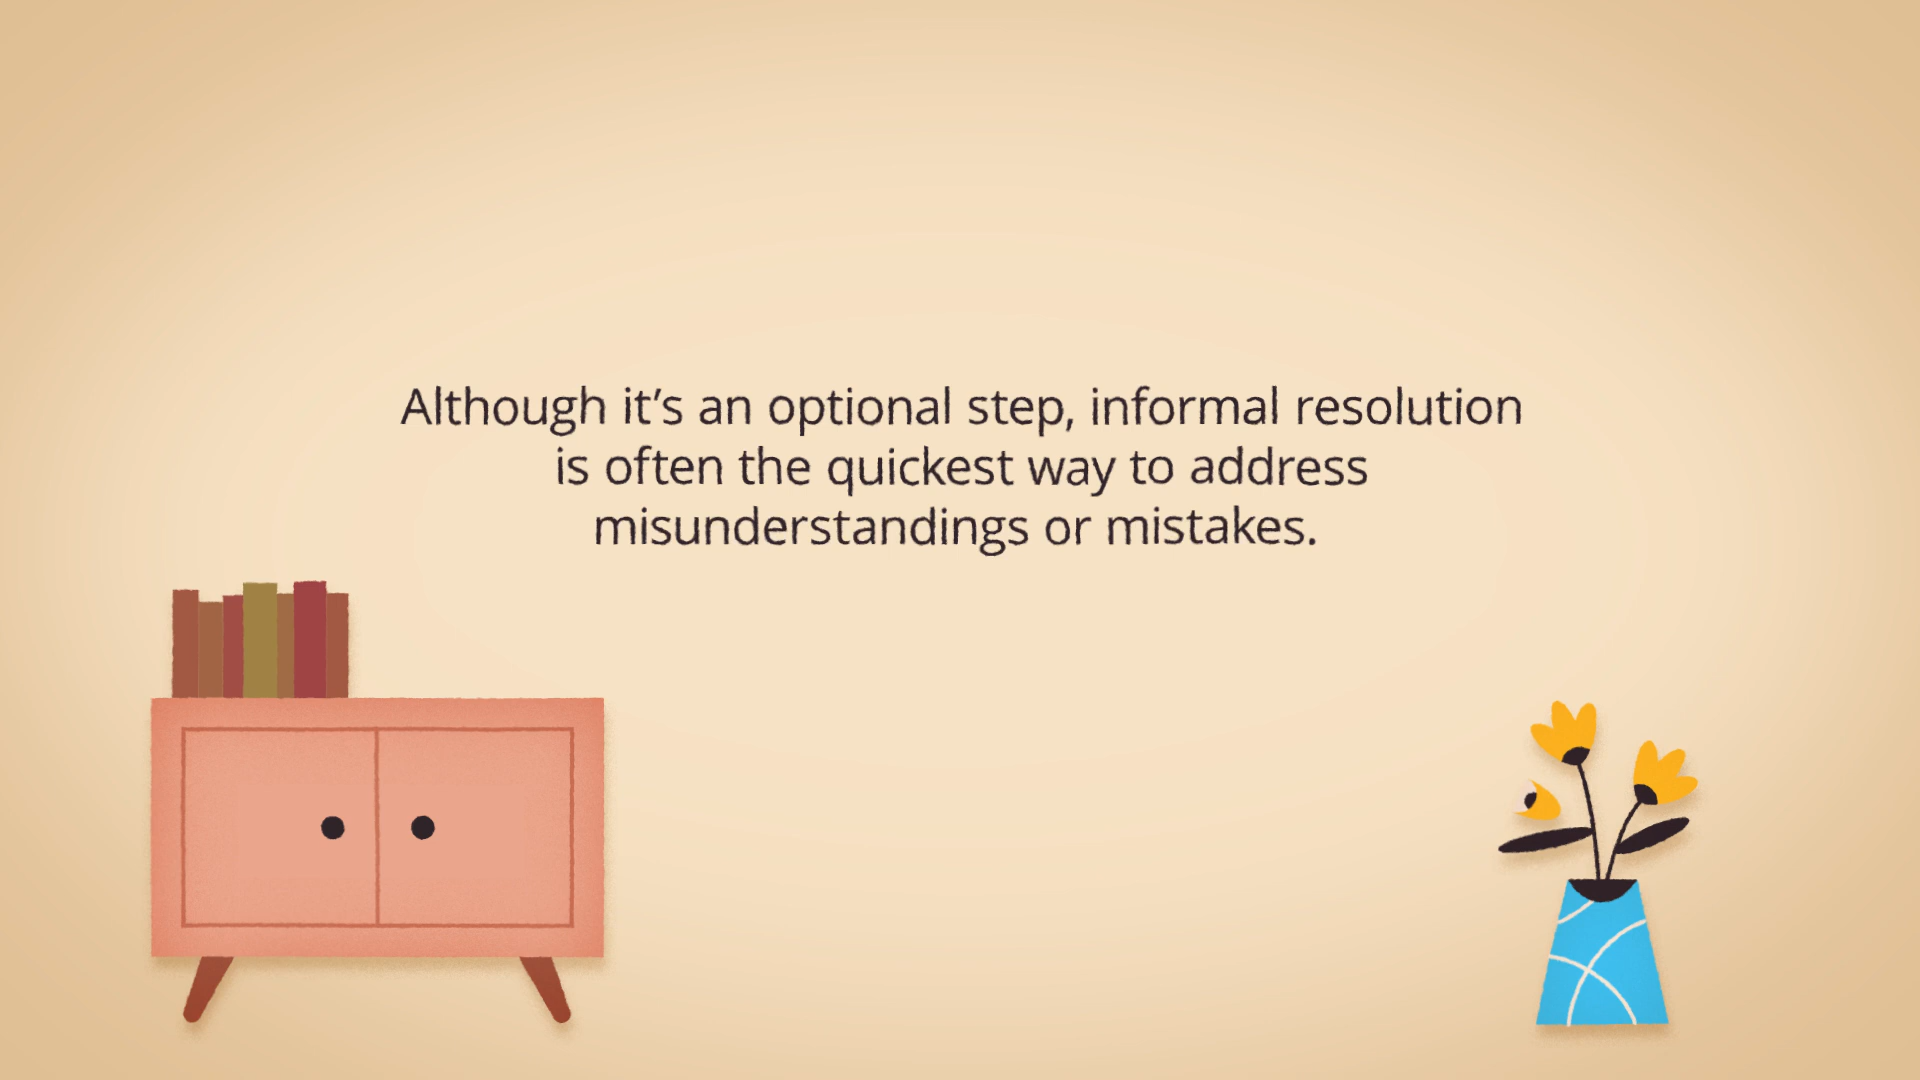 Although it’s an optional step, informal resolution
is often the quickest way to address
misunderstandings or mistakes.